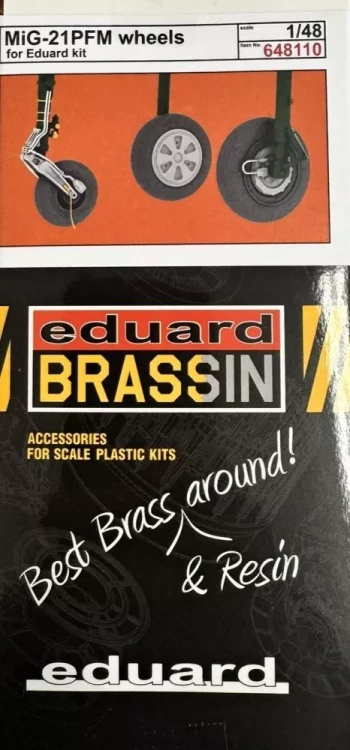 MiG-21PFM wheels
for Eduard kit
scale 1/48
Item No. 648110
eduard
BRASSIN
ACCESSORIES
FOR SCALE PLASTIC KITS
Best Brass around!
& Resin
eduard